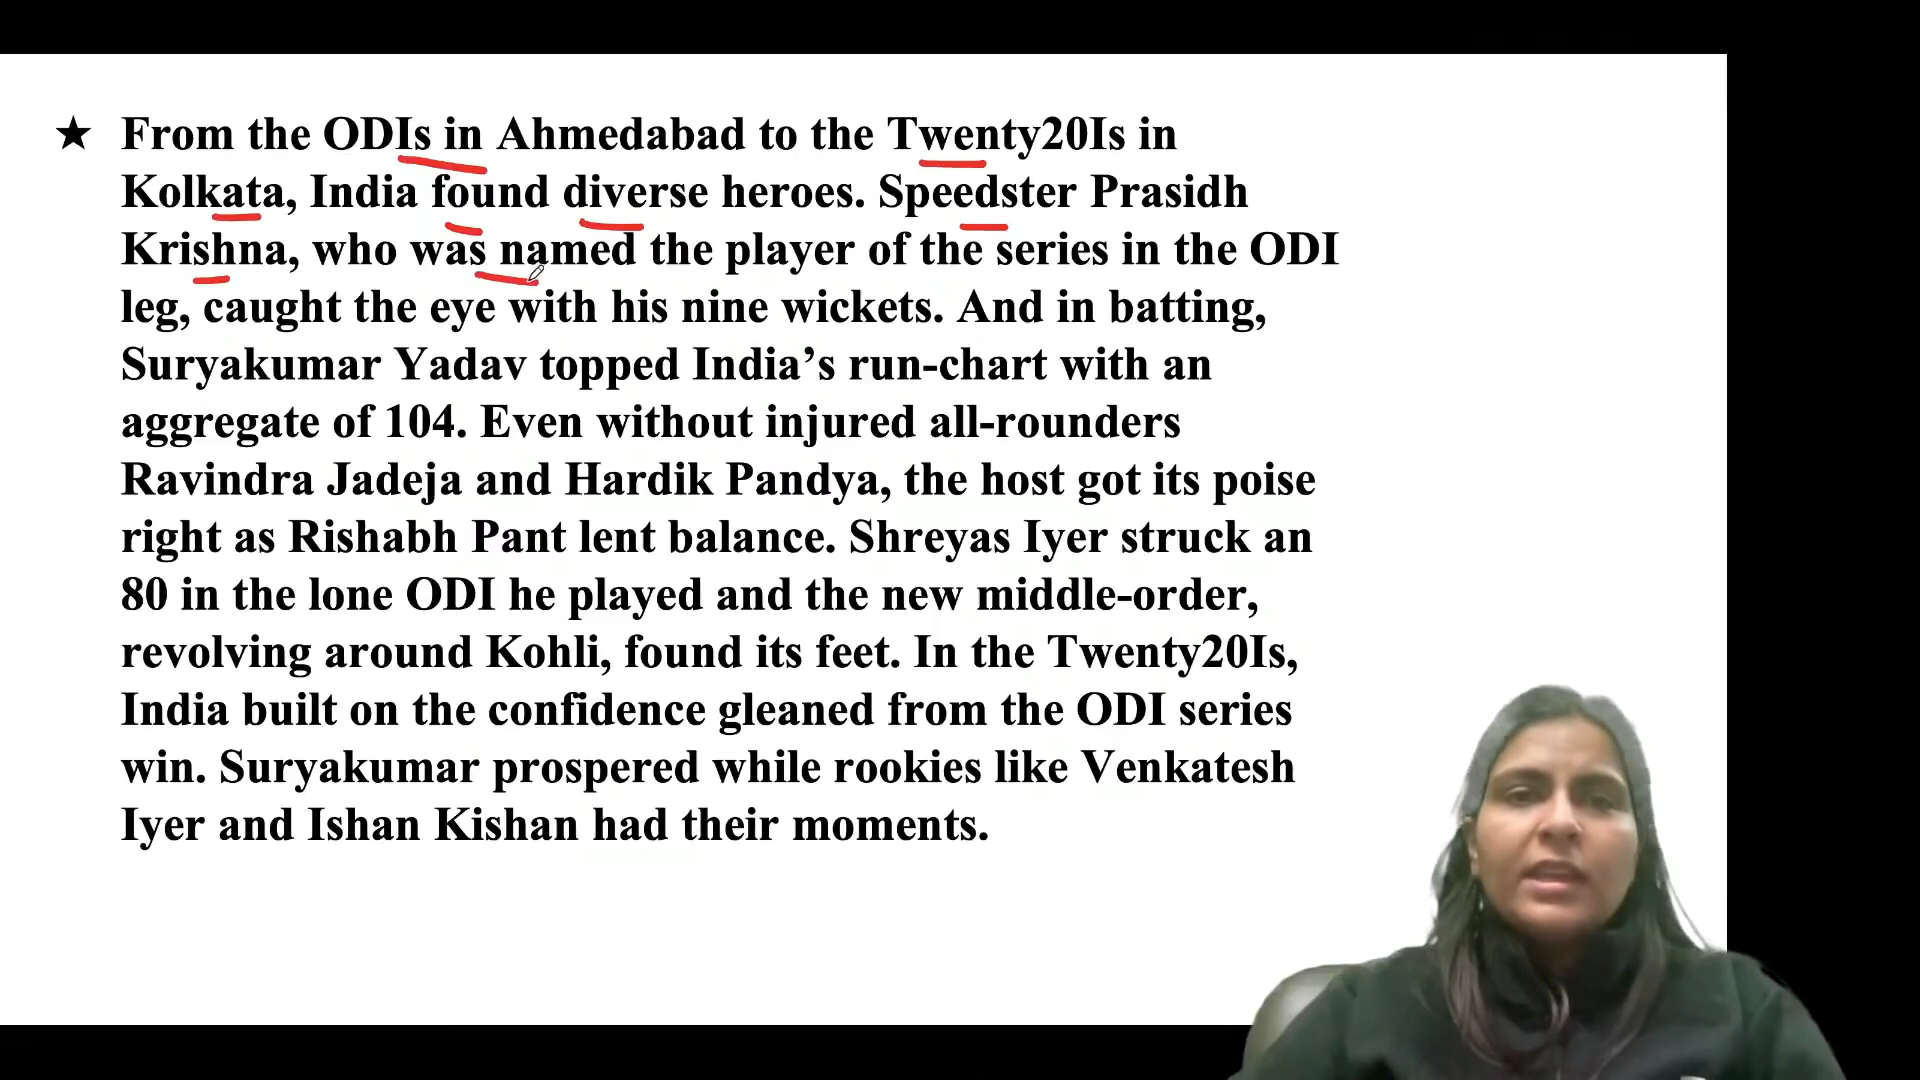 ★ From the ODIs in Ahmedabad to the Twenty20Is in
Kolkata, India found diverse heroes. Speedster Prasidh
Krishna, who was named the player of the series in the ODI
leg, caught the eye with his nine wickets. And in batting,
Suryakumar Yadav topped India’s run-chart with an
aggregate of 104. Even without injured all-rounders
Ravindra Jadeja and Hardik Pandya, the host got its poise
right as Rishabh Pant lent balance. Shreyas Iyer struck an
80 in the lone ODI he played and the new middle-order,
revolving around Kohli, found its feet. In the Twenty20Is,
India built on the confidence gleaned from the ODI series
win. Suryakumar prospered while rookies like Venkatesh
Iyer and Ishan Kishan had their moments.